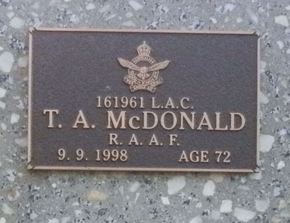 161961 L.A.C.
T. A. McDONALD
R. A. A. F.
9. 9. 1998 AGE 72